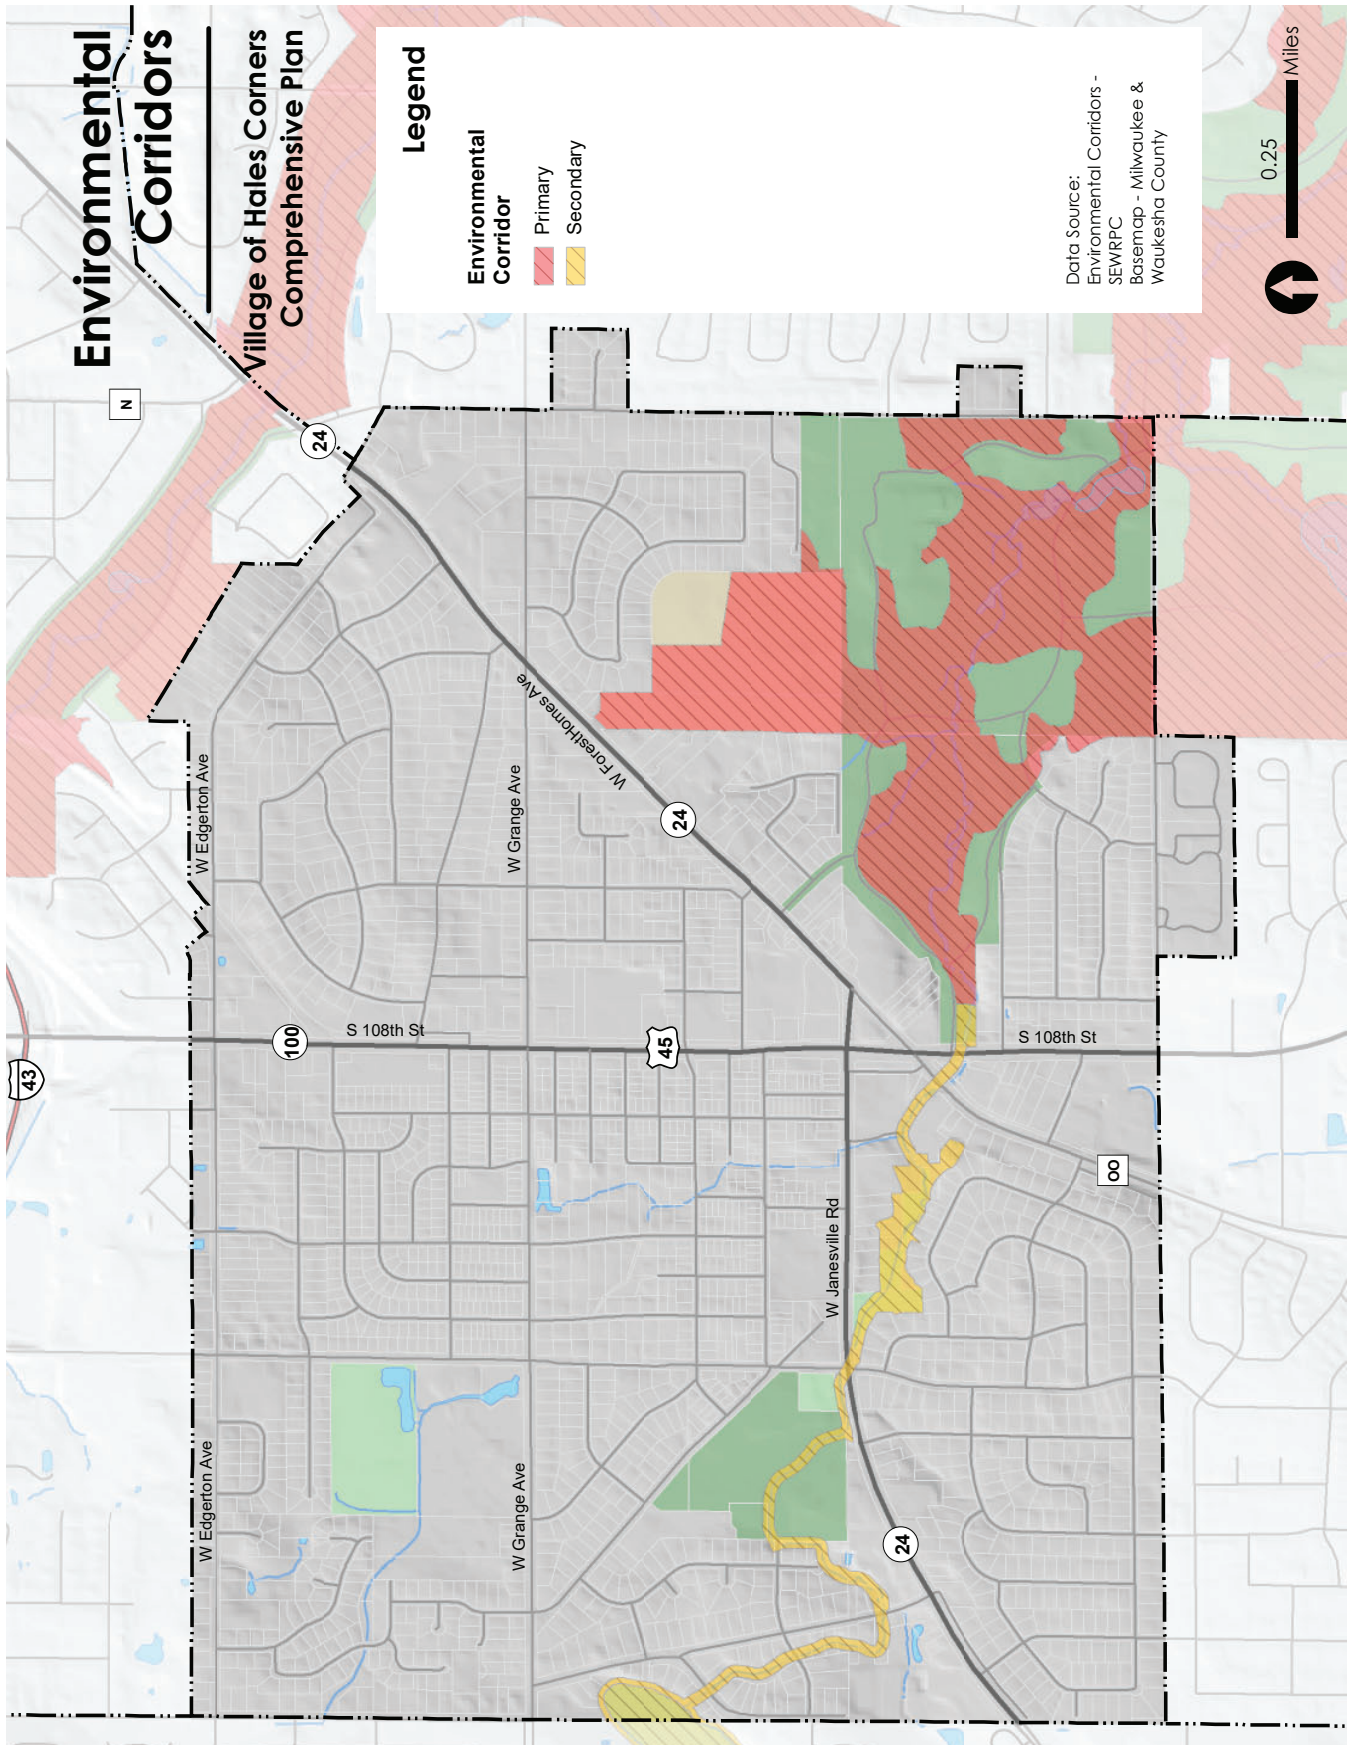 Environmental
Corridors
Village of Hales Corners
Comprehensive Plan
Legend
Environmental
Corridor
Primary
Secondary
Data Source:
Environmental Corridors -
SEWRPC
Basemap - Milwaukee &
Waukesha County
0.25
Miles
N
24
W Edgerton Ave
W Grange Ave
W ForestHomes Ave
24
43
100
S 108th St
45
S 108th St
W Janesville Rd
OO
W Edgerton Ave
W Grange Ave
24